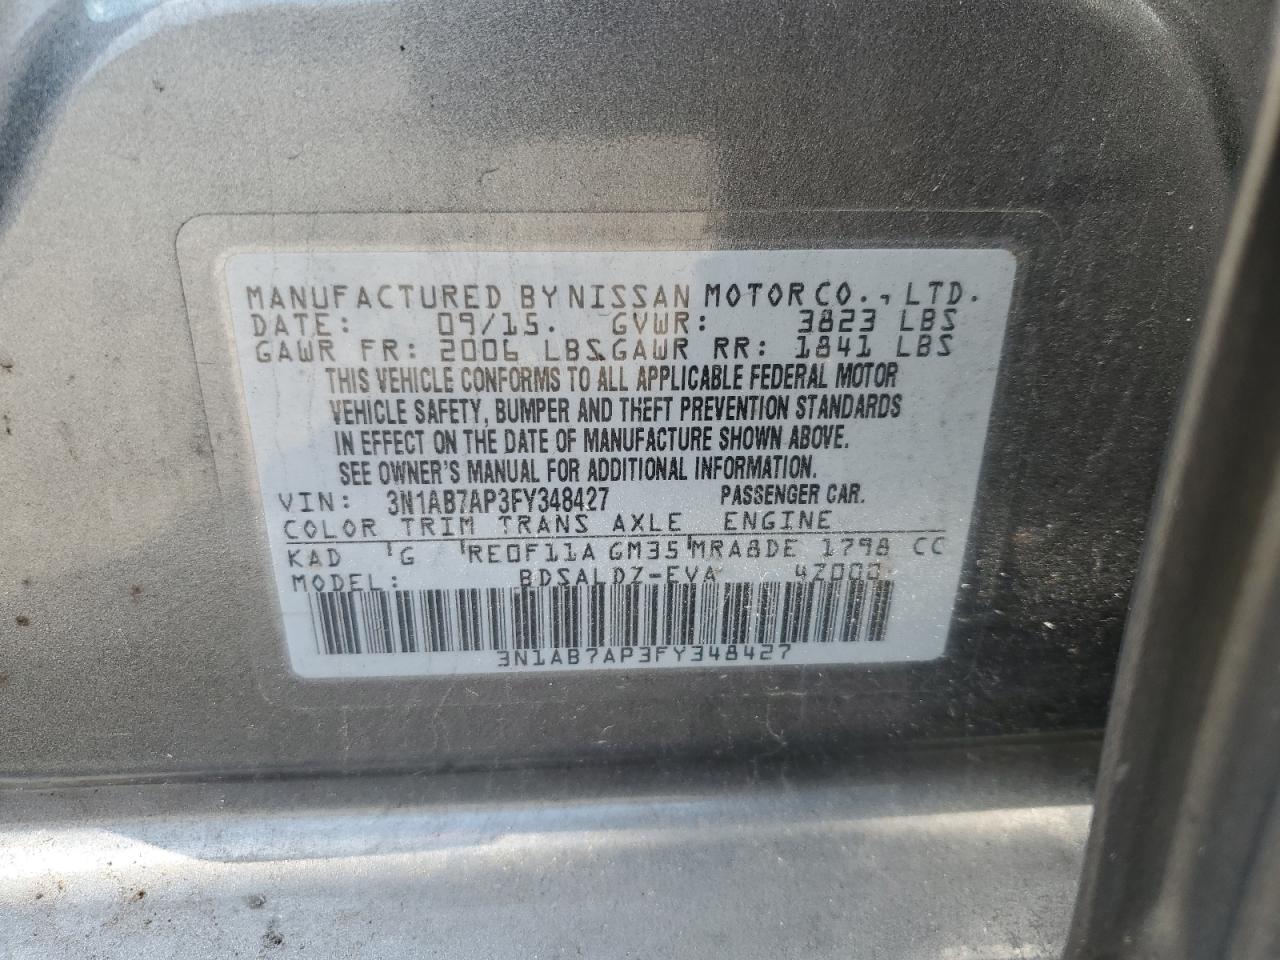 MANUFACTURED BY NISSAN MOTOR CO., LTD.
DATE: 09/15. GVWR: 3823 LBS
GAWR FR: 2006 LBS GAWR RR: 1841 LBS
THIS VEHICLE CONFORMS TO ALL APPLICABLE FEDERAL MOTOR
VEHICLE SAFETY, BUMPER AND THEFT PREVENTION STANDARDS
IN EFFECT ON THE DATE OF MANUFACTURE SHOWN ABOVE.
SEE OWNER'S MANUAL FOR ADDITIONAL INFORMATION.
VIN: 3N1AB7AP3FY348427 PASSENGER CAR.
COLOR TRIM TRANS AXLE ENGINE
KAD G RE0F11A GM35 MRA8DE 1798 CC
MODEL: BDSALDZ-EVA 4Z000
3N1AB7AP3FY348427